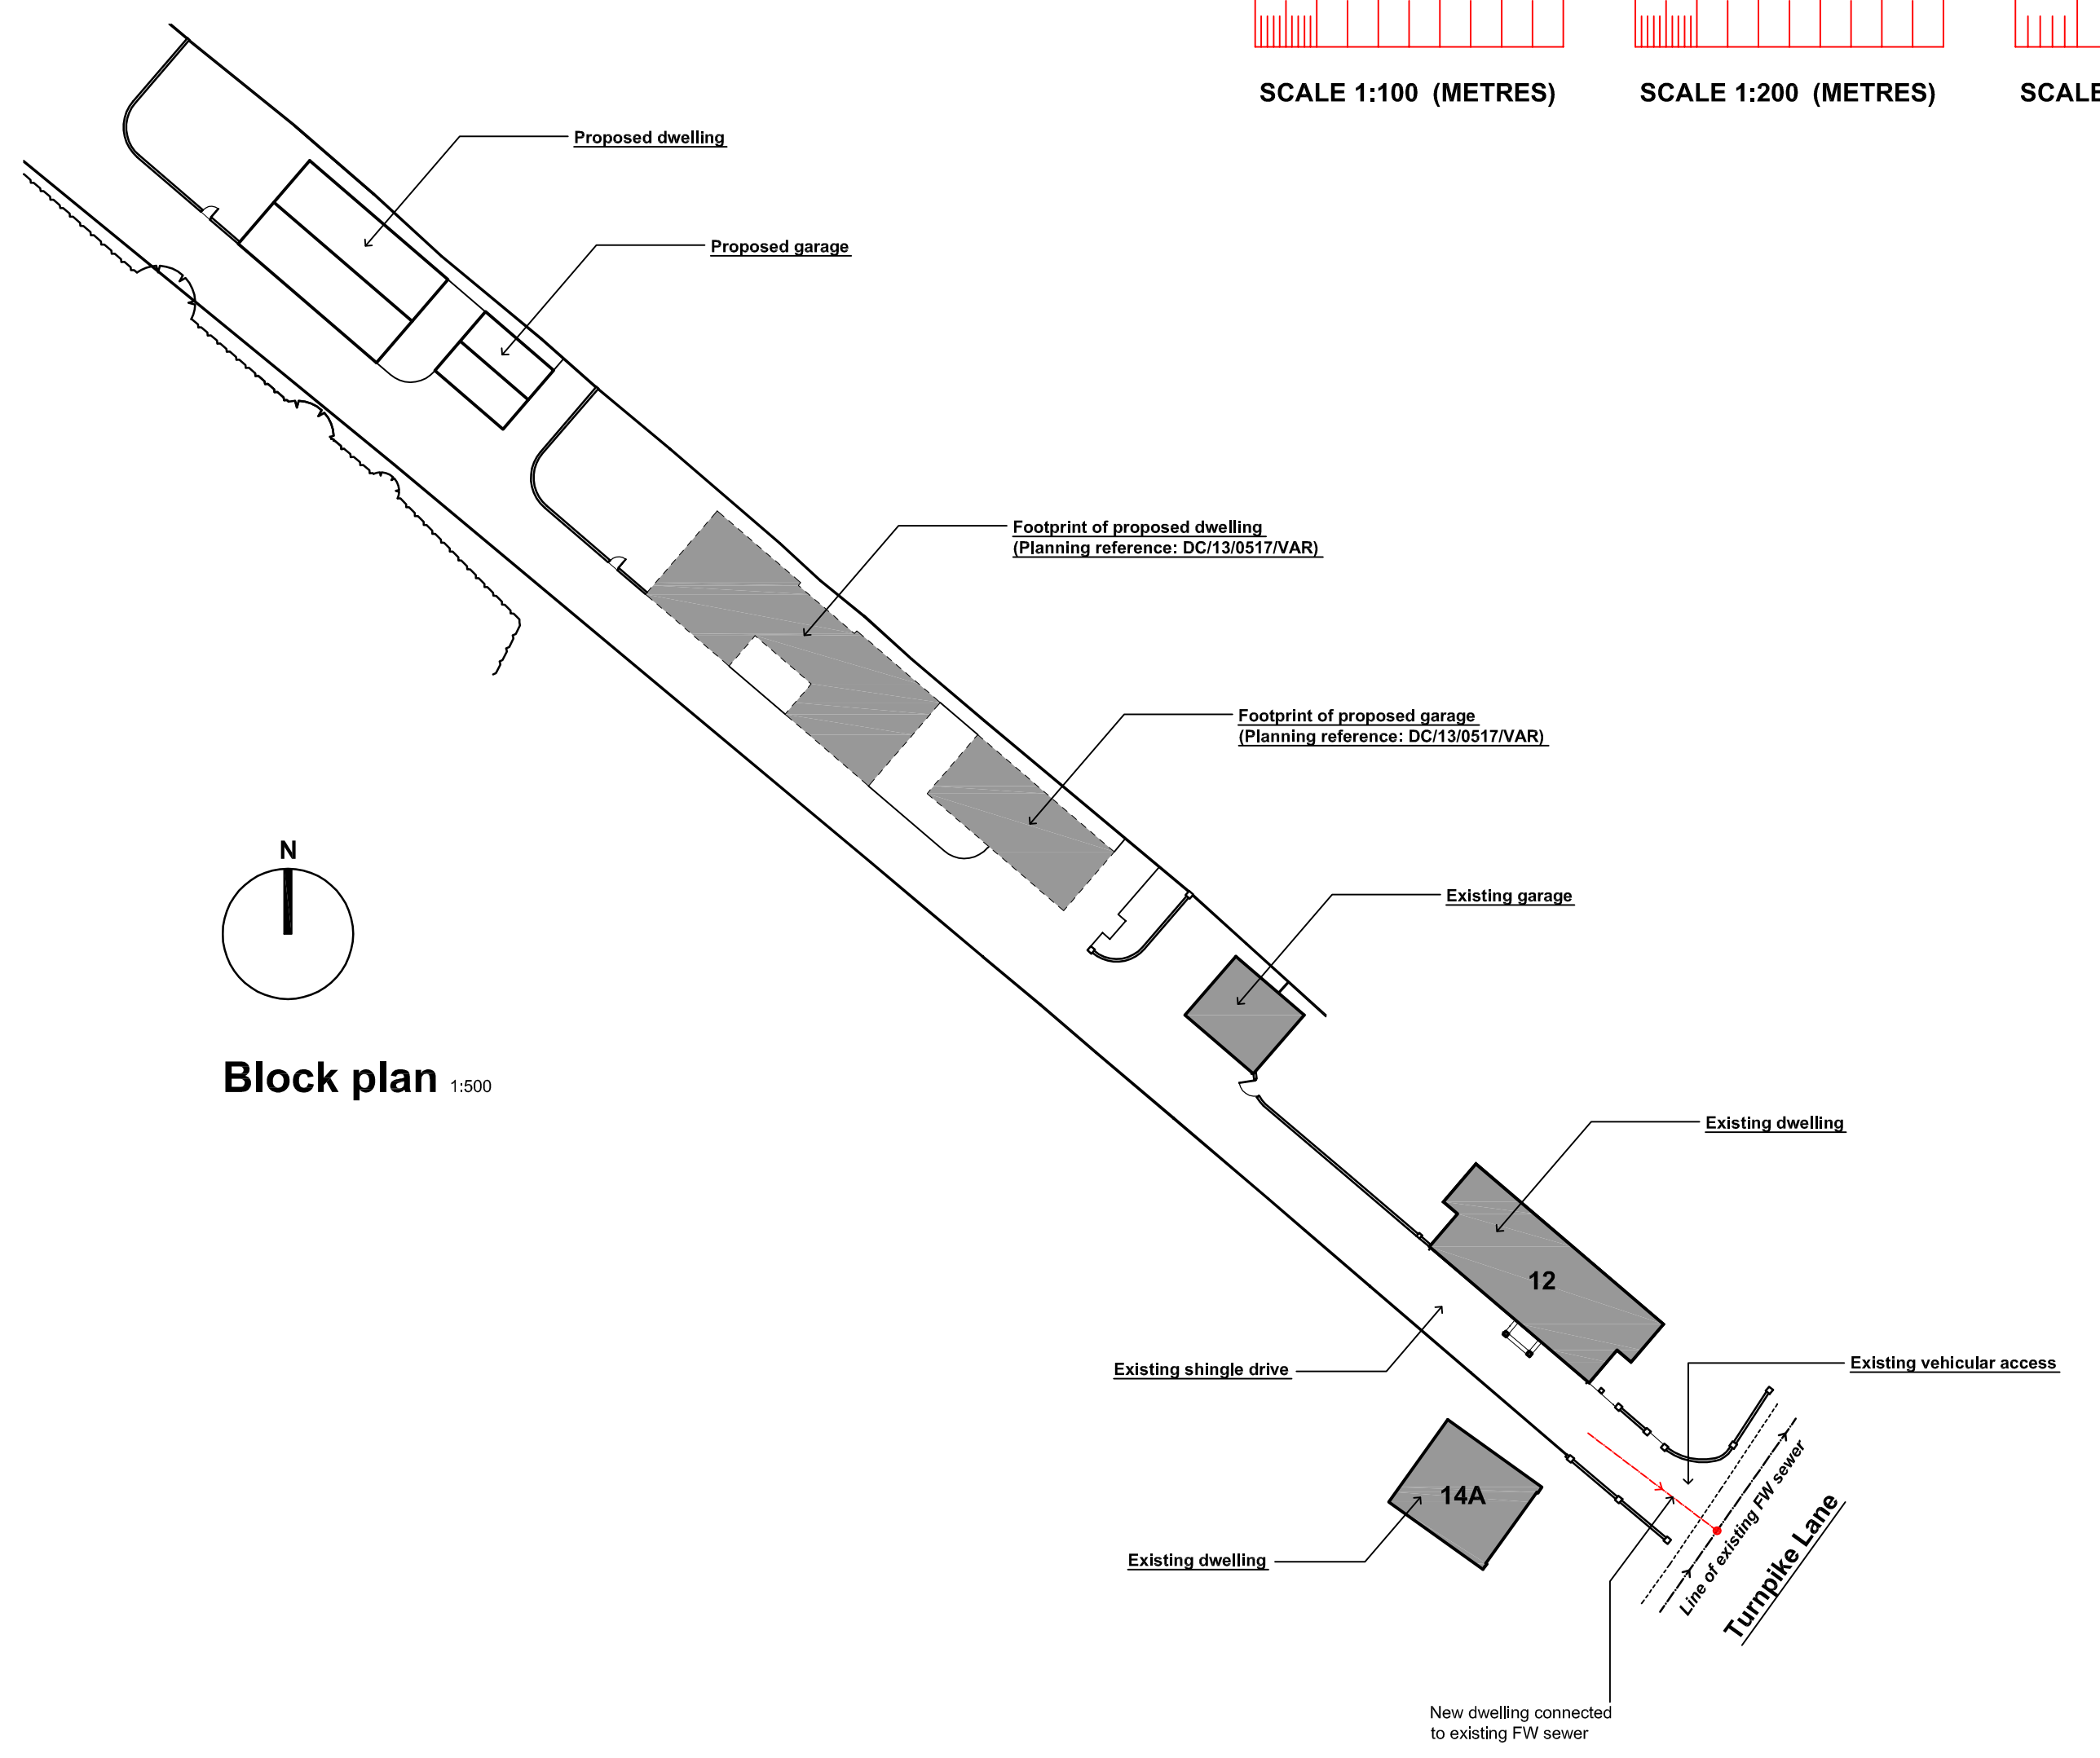 SCALE 1:100 (METRES)
SCALE 1:200 (METRES)
SCALE
Proposed dwelling
Proposed garage
Footprint of proposed dwelling
(Planning reference: DC/13/0517/VAR)
Footprint of proposed garage
(Planning reference: DC/13/0517/VAR)
N
Existing garage
Block plan 1:500
Existing dwelling
12
Existing shingle drive
Existing vehicular access
14A
Line of existing FW sewer
Turnpike Lane
Existing dwelling
New dwelling connected
to existing FW sewer